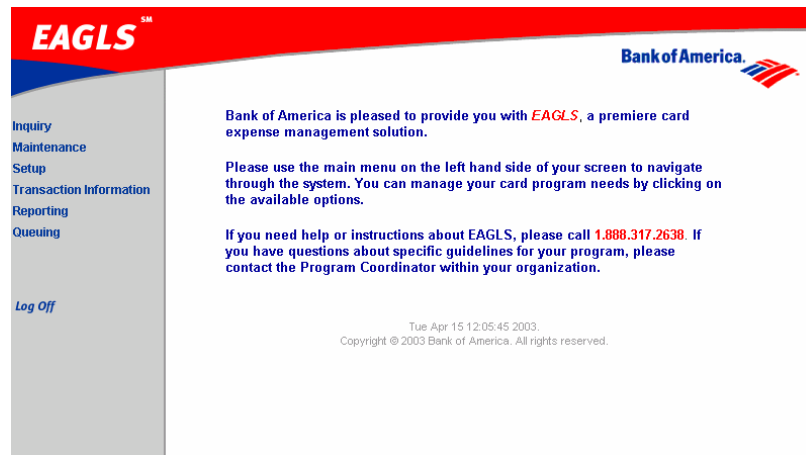 EAGLS SM
Bank of America.
Inquiry
Maintenance
Setup
Transaction Information
Reporting
Queuing
Log Off
Bank of America is pleased to provide you with EAGLS, a premiere card
expense management solution.
Please use the main menu on the left hand side of your screen to navigate
through the system. You can manage your card program needs by clicking on
the available options.
If you need help or instructions about EAGLS, please call 1.888.317.2638. If
you have questions about specific guidelines for your program, please
contact the Program Coordinator within your organization.
Tue Apr 15 12:05:45 2003.
Copyright © 2003 Bank of America. All rights reserved.